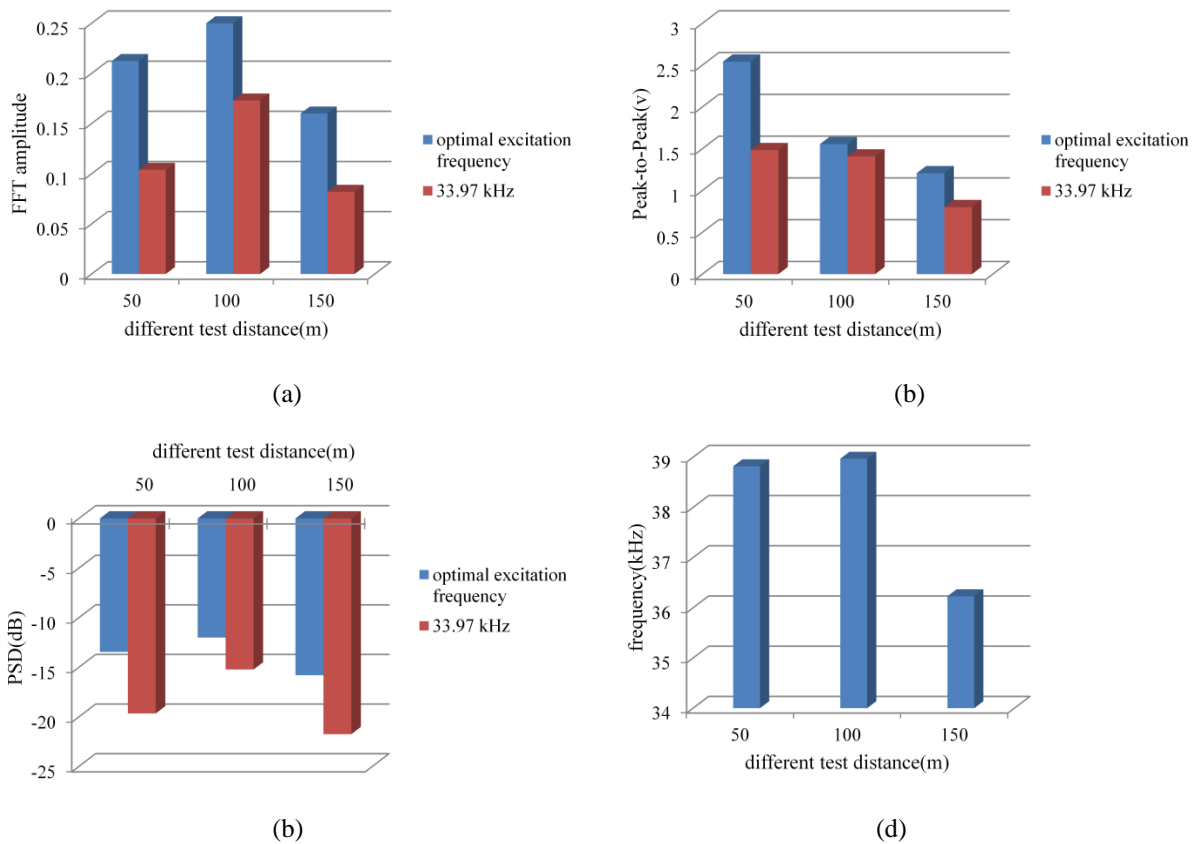 0.25
0.2
0.15
0.1
0.05
0
FFT amplitude
50 100 150
different test distance(m)
optimal excitation
frequency
33.97 kHz
(a)
3
2.5
2
1.5
1
0.5
0
Peak-to-Peak(v)
50 100 150
different test distance(m)
optimal excitation
frequency
33.97 kHz
(b)
different test distance(m)
50 100 150
0
-5
-10
-15
-20
-25
PSD(dB)
optimal excitation
frequency
33.97 kHz
(b)
39
38
37
36
35
34
frequency(kHz)
50 100 150
different test distance(m)
(d)